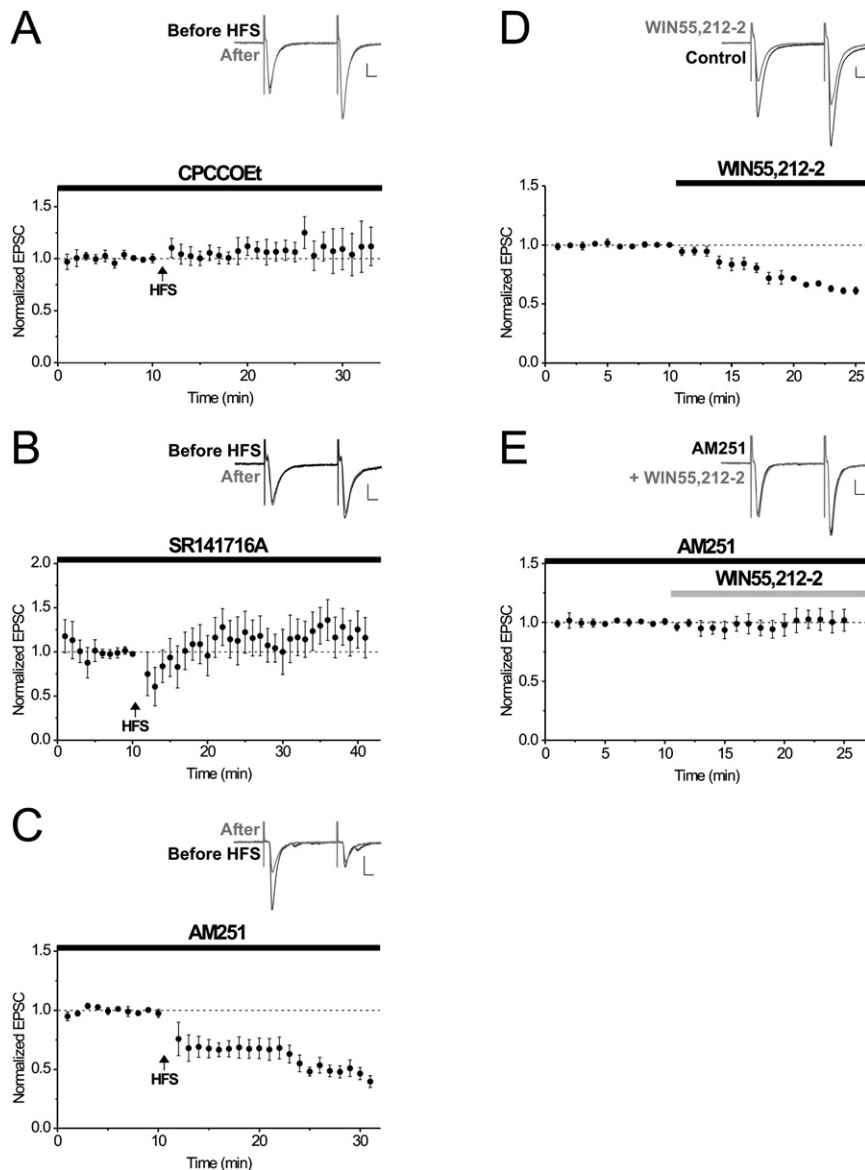 A
Before HFS
After
CPCCOEt
Normalized EPSC
1.5
1.0
0.5
0.0
HFS
0 10 20 30
Time (min)
B
Before HFS
After
SR141716A
Normalized EPSC
2.0
1.5
1.0
0.5
0.0
HFS
0 10 20 30 40
Time (min)
C
After
Before HFS
AM251
Normalized EPSC
1.5
1.0
0.5
0.0
HFS
0 10 20 30
Time (min)
D
WIN55,212-2
Control
WIN55,212-2
Normalized EPSC
1.5
1.0
0.5
0.0
0 5 10 15 20 25
Time (min)
E
AM251
+ WIN55,212-2
AM251
WIN55,212-2
Normalized EPSC
1.5
1.0
0.5
0.0
0 5 10 15 20 25
Time (min)